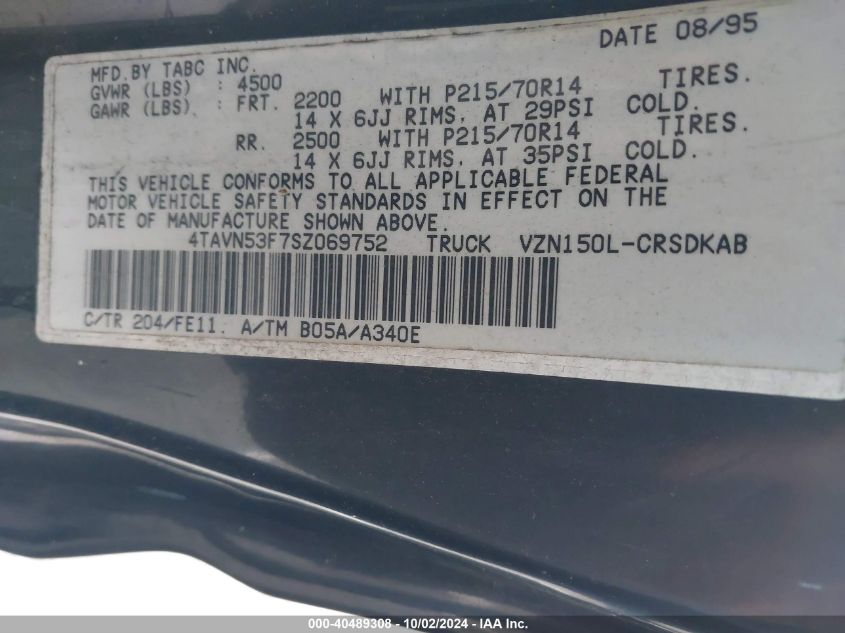 DATE 08/95
MFD.BY TABC INC.
GVWR (LBS) : 4500
GAWR (LBS) : FRT. 2200 WITH P215/70R14 TIRES.
14 X 6JJ RIMS, AT 29PSI COLD.
RR. 2500 WITH P215/70R14 TIRES.
14 X 6JJ RIMS, AT 35PSI COLD.
THIS VEHICLE CONFORMS TO ALL APPLICABLE FEDERAL
MOTOR VEHICLE SAFETY STANDARDS IN EFFECT ON THE
DATE OF MANUFACTURE SHOWN ABOVE.
4TAVN53F7SZ069752 TRUCK VZN150L-CRSDKAB
C/TR 204/FE11. A/TM B05A/A340E
000-40489308 - 10/02/2024 - IAA Inc.